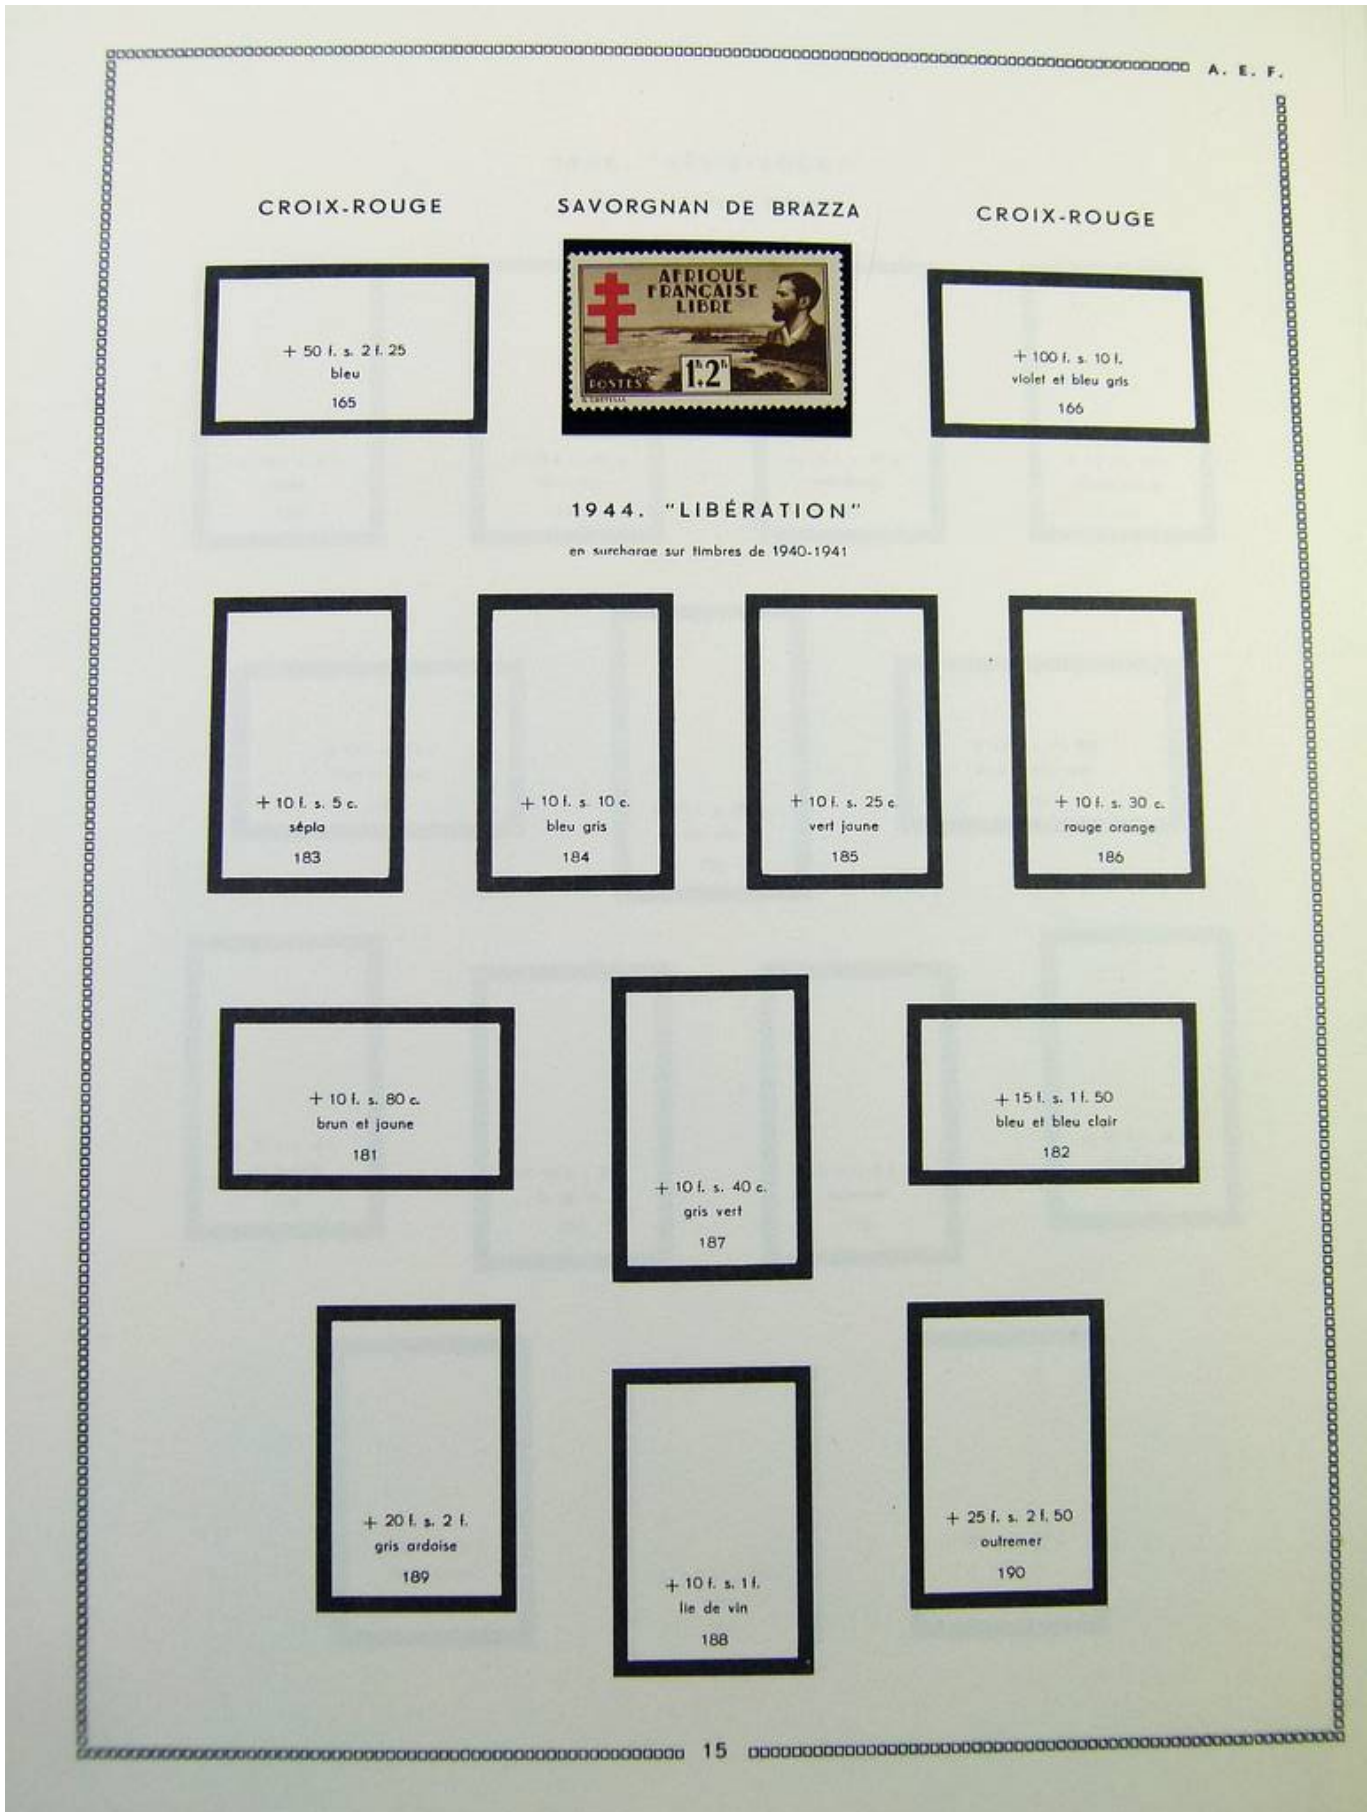 A. E. F.
CROIX-ROUGE
SAVORGNAN DE BRAZZA
CROIX-ROUGE
+ 50 f. s. 2 f. 25
bleu
165
AFRIQUE
FRANÇAISE
LIBRE
POSTES
1F+2F
+ 100 f. s. 10 f.
violet et bleu gris
166
1944. "LIBÉRATION"
en surcharge sur timbres de 1940-1941
+ 10 f. s. 5 c.
sépia
183
+ 10 f. s. 10 c.
bleu gris
184
+ 10 f. s. 25 c
vert jaune
185
+ 10 f. s. 30 c.
rouge orange
186
+ 10 f. s. 80 c.
brun et jaune
181
+ 10 f. s. 40 c.
gris vert
187
+ 15 f. s. 1 f. 50
bleu et bleu clair
182
+ 20 f. s. 2 f.
gris ardoise
189
+ 10 f. s. 1 f.
lie de vin
188
+ 25 f. s. 2 f. 50
outremer
190
15